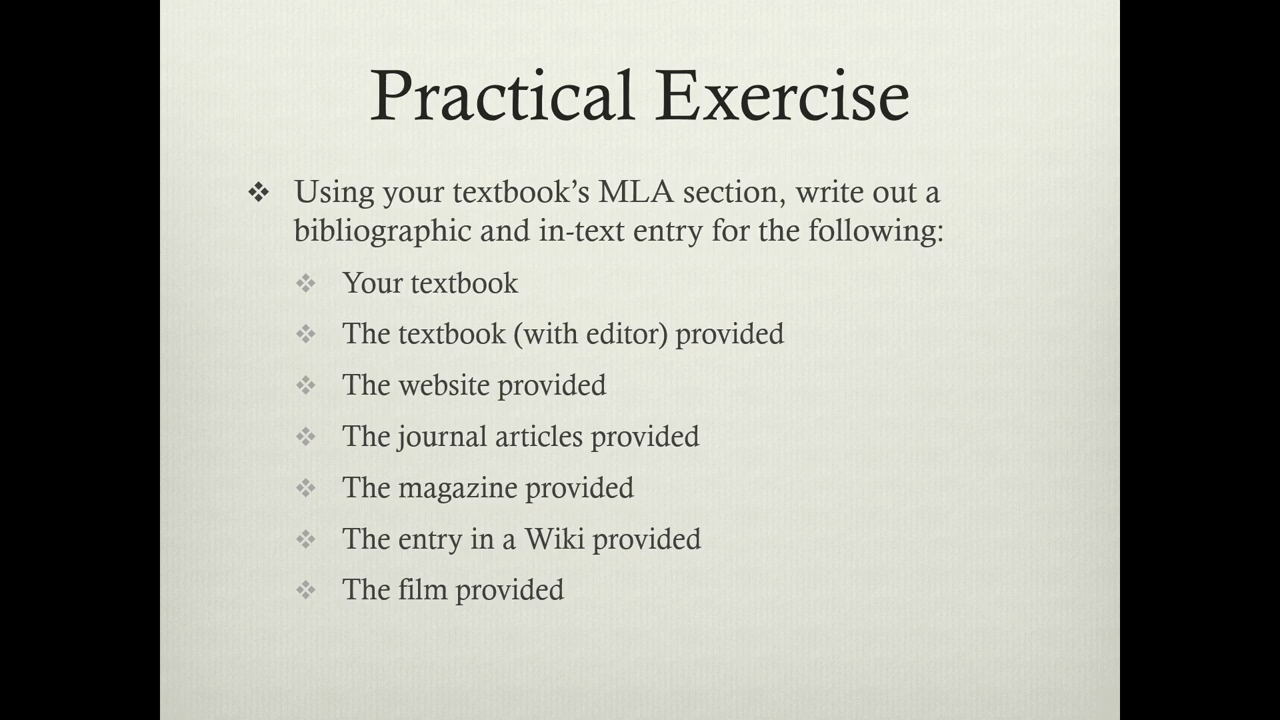 Practical Exercise
❖ Using your textbook’s MLA section, write out a
bibliographic and in-text entry for the following:
❖ Your textbook
❖ The textbook (with editor) provided
❖ The website provided
❖ The journal articles provided
❖ The magazine provided
❖ The entry in a Wiki provided
❖ The film provided